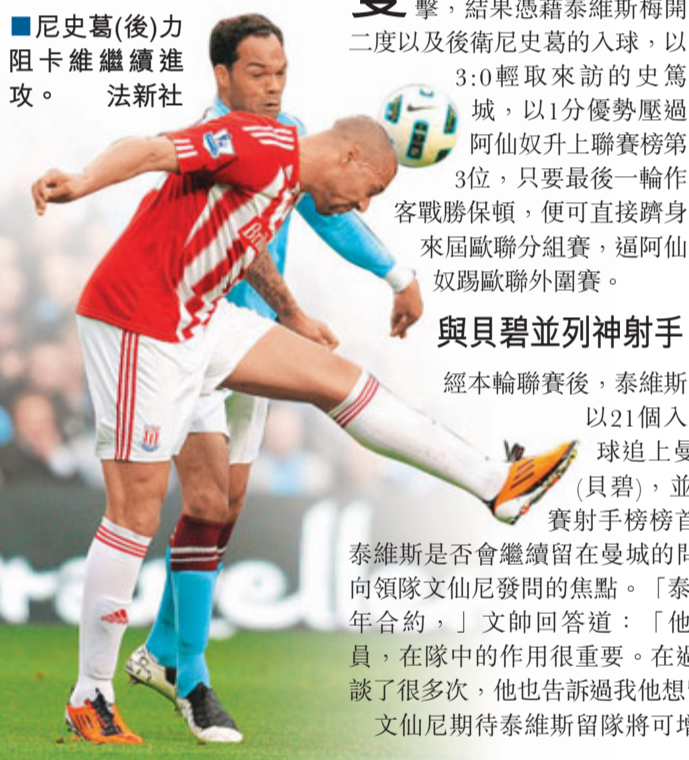 ■尼史葛(後)力
阻卡維繼續進
攻。 法新社
擊，結果憑藉泰維斯梅開
二度以及後衛尼史葛的入球，以
3:0輕取來訪的史篤
城，以1分優勢壓過
阿仙奴升上聯賽榜第
3位，只要最後一輪作
客戰勝保頓，便可直接躋身
來屆歐聯分組賽，逼阿仙
奴踢歐聯外圍賽。
與貝碧並列神射手
經本輪聯賽後，泰維斯
以21個入
球追上曼
(貝碧)，並
賽射手榜榜首
泰維斯是否會繼續留在曼城的問
向領隊文仙尼發問的焦點。「泰
年合約，」文帥回答道：「他
員，在隊中的作用很重要。在過
談了很多次，他也告訴過我他想
文仙尼期待泰維斯留隊將可增